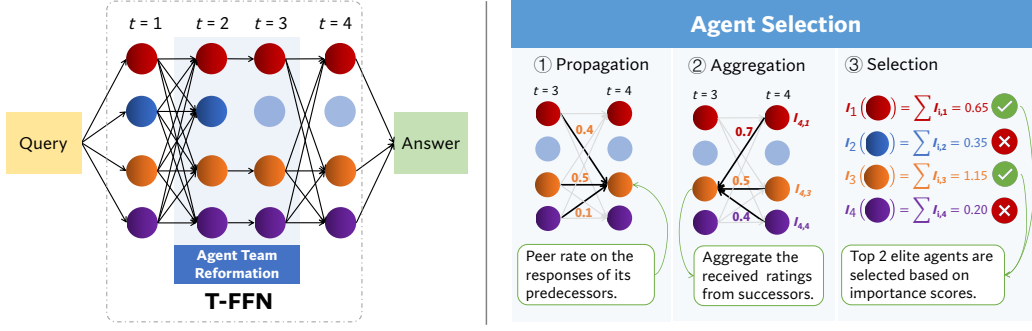 t = 1
t = 2
t = 3
t = 4
Query
Answer
Agent Team
Reformation
T-FFN
Agent Selection
① Propagation
t = 3
t = 4
0.4
0.5
0.1
Peer rate on the
responses of its
predecessors.
② Aggregation
t = 3
t = 4
0.7
I4,1
0.5
I4,3
0.4
I4,4
Aggregate the
received ratings
from successors.
③ Selection
I1 ( ) = ∑ Ii,1 = 0.65
I2 ( ) = ∑ Ii,2 = 0.35
I3 ( ) = ∑ Ii,3 = 1.15
I4 ( ) = ∑ Ii,4 = 0.20
Top 2 elite agents are
selected based on
importance scores.